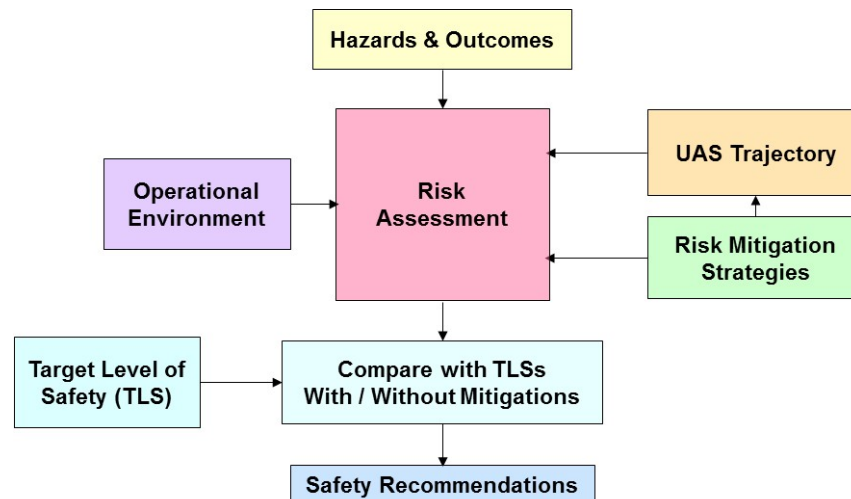 Hazards & Outcomes
UAS Trajectory
Operational
Environment
Risk
Assessment
Risk Mitigation
Strategies
Target Level of
Safety (TLS)
Compare with TLSs
With / Without Mitigations
Safety Recommendations